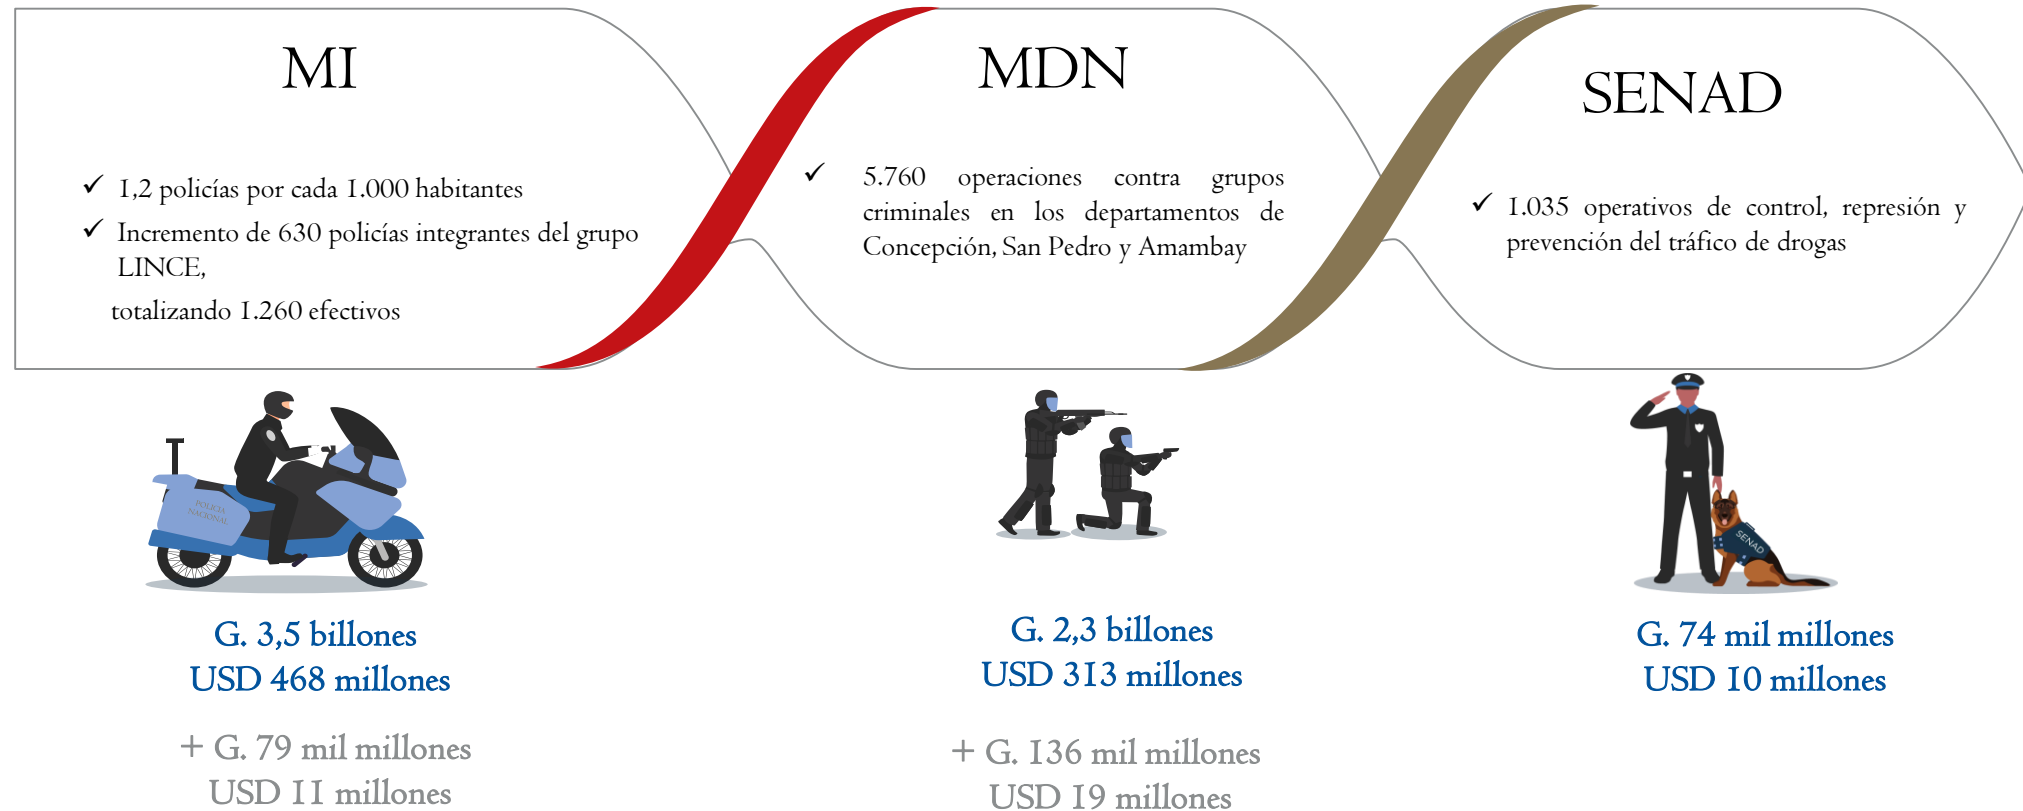 MI
✓ 1,2 policías por cada 1.000 habitantes
✓ Incremento de 630 policías integrantes del grupo
LINCE,
totalizando 1.260 efectivos
POLICIA
NACIONAL
G. 3,5 billones
USD 468 millones
+ G. 79 mil millones
USD 11 millones
MDN
✓ 5.760 operaciones contra grupos
criminales en los departamentos de
Concepción, San Pedro y Amambay
G. 2,3 billones
USD 313 millones
+ G. 136 mil millones
USD 19 millones
SENAD
✓ 1.035 operativos de control, represión y
prevención del tráfico de drogas
SENAD
G. 74 mil millones
USD 10 millones